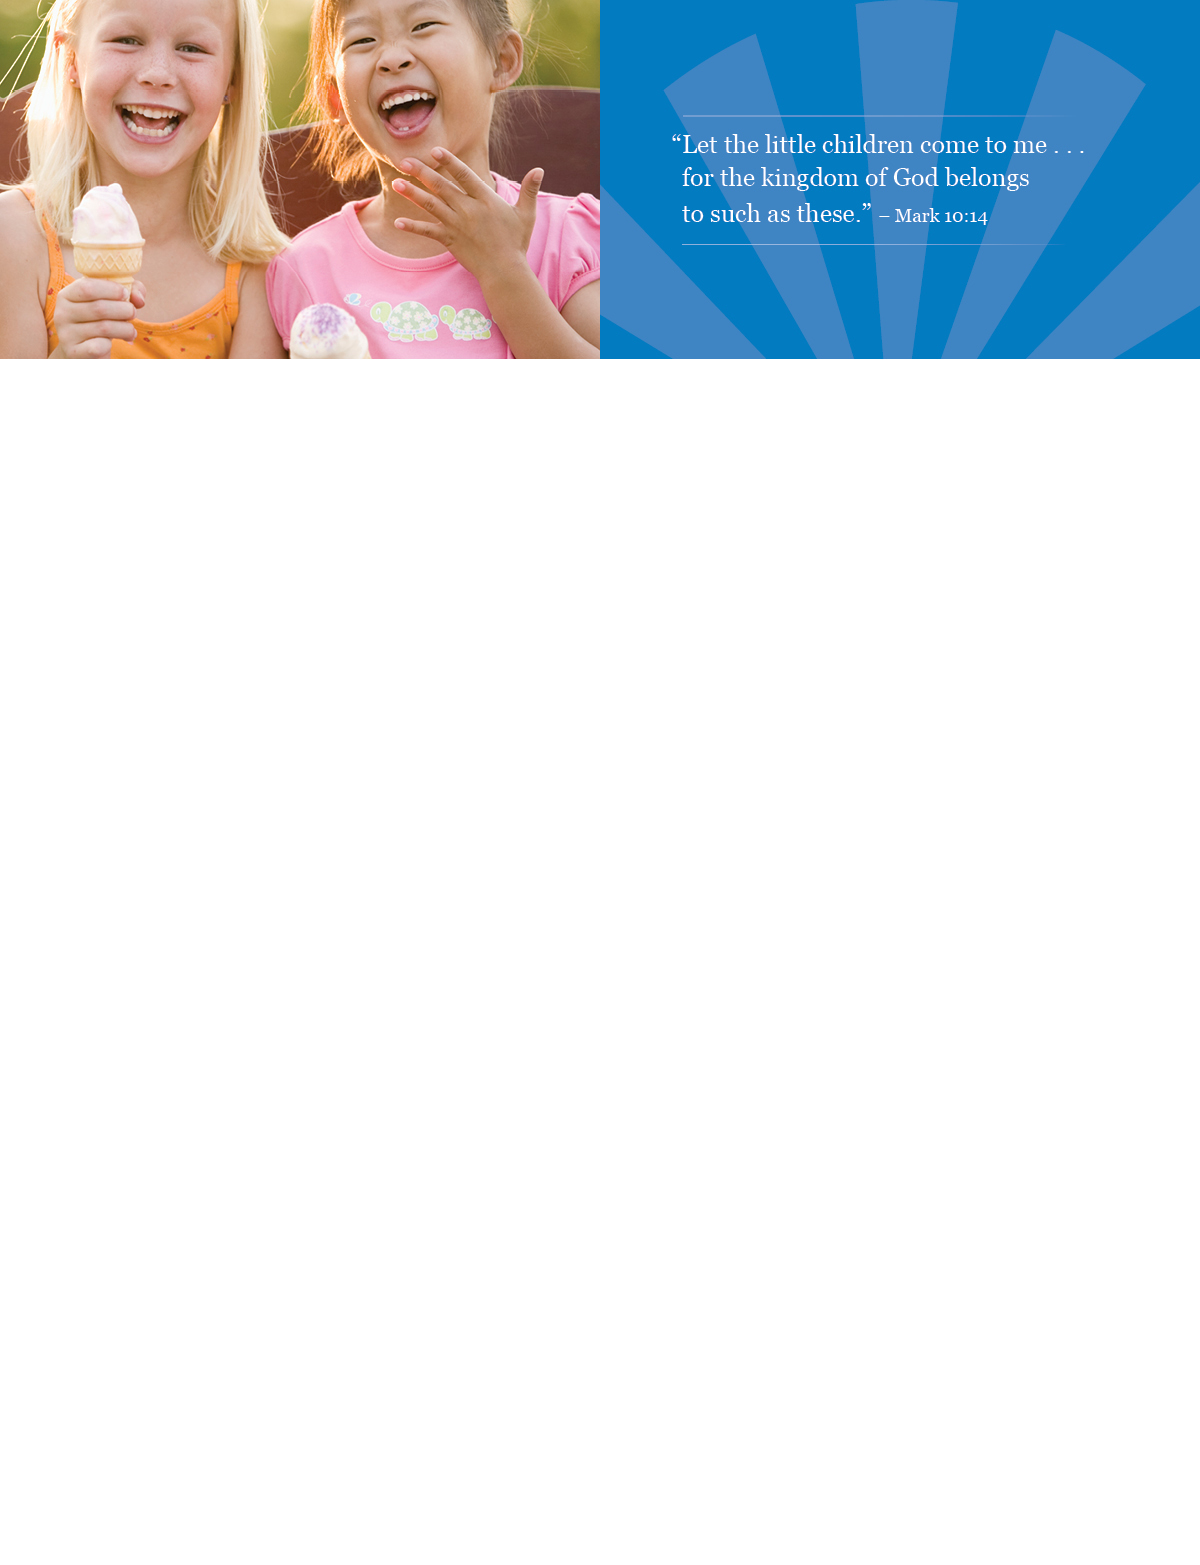 “Let the little children come to me . . .
for the kingdom of God belongs
to such as these.” – Mark 10:14